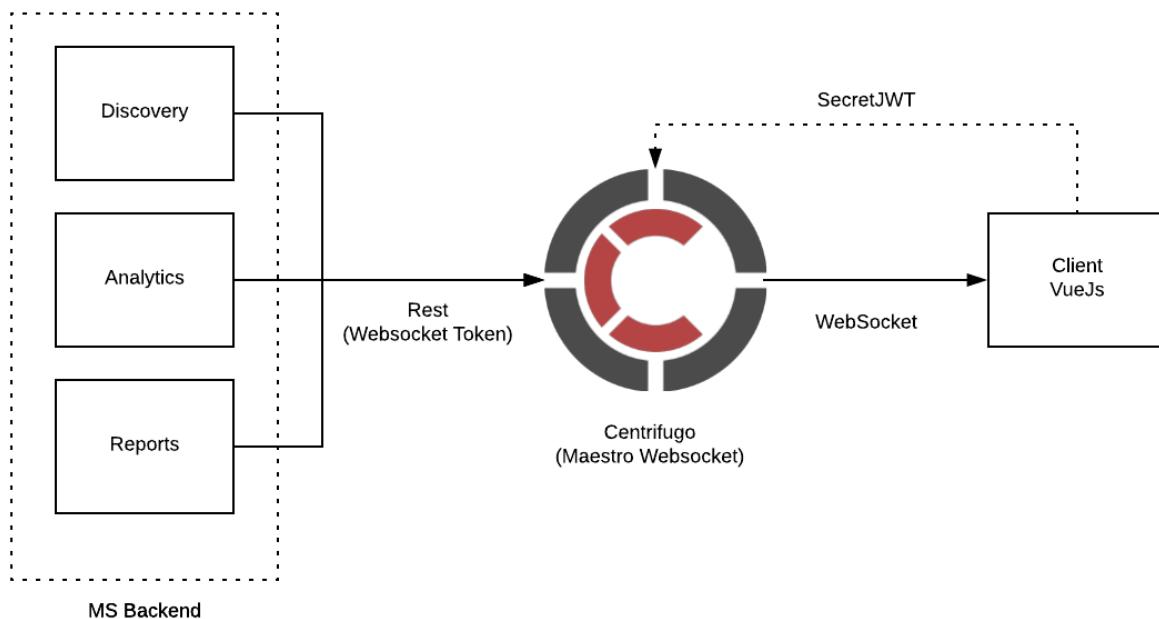 Discovery
Analytics
Reports
MS Backend
Rest
(Websocket Token)
Centrifugo
(Maestro Websocket)
SecretJWT
WebSocket
Client
VueJs